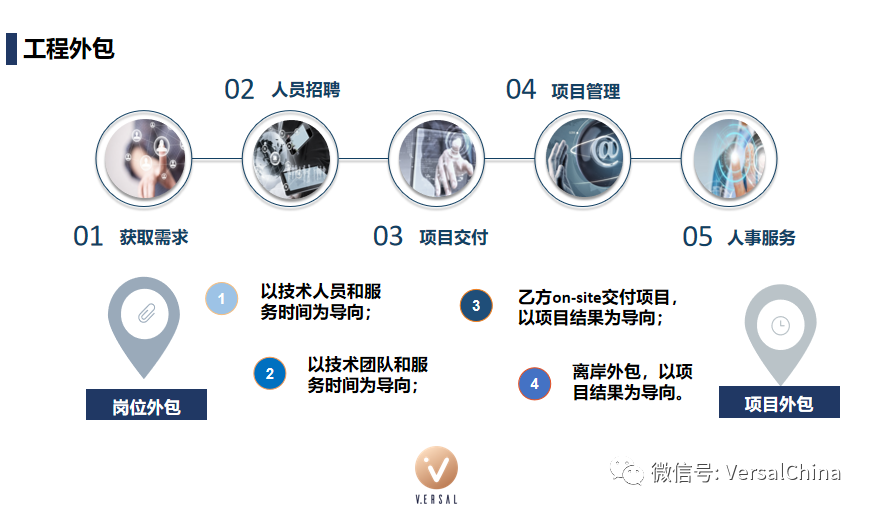 工程外包
02 人员招聘
04 项目管理
01 获取需求
03 项目交付
05 人事服务
1
以技术人员和服
务时间为导向；
2
以技术团队和服
务时间为导向；
3
乙方on-site交付项目，
以项目结果为导向；
4
离岸外包，以项
目结果为导向。
岗位外包
项目外包
V.ERSAL
微信号: VersalChina